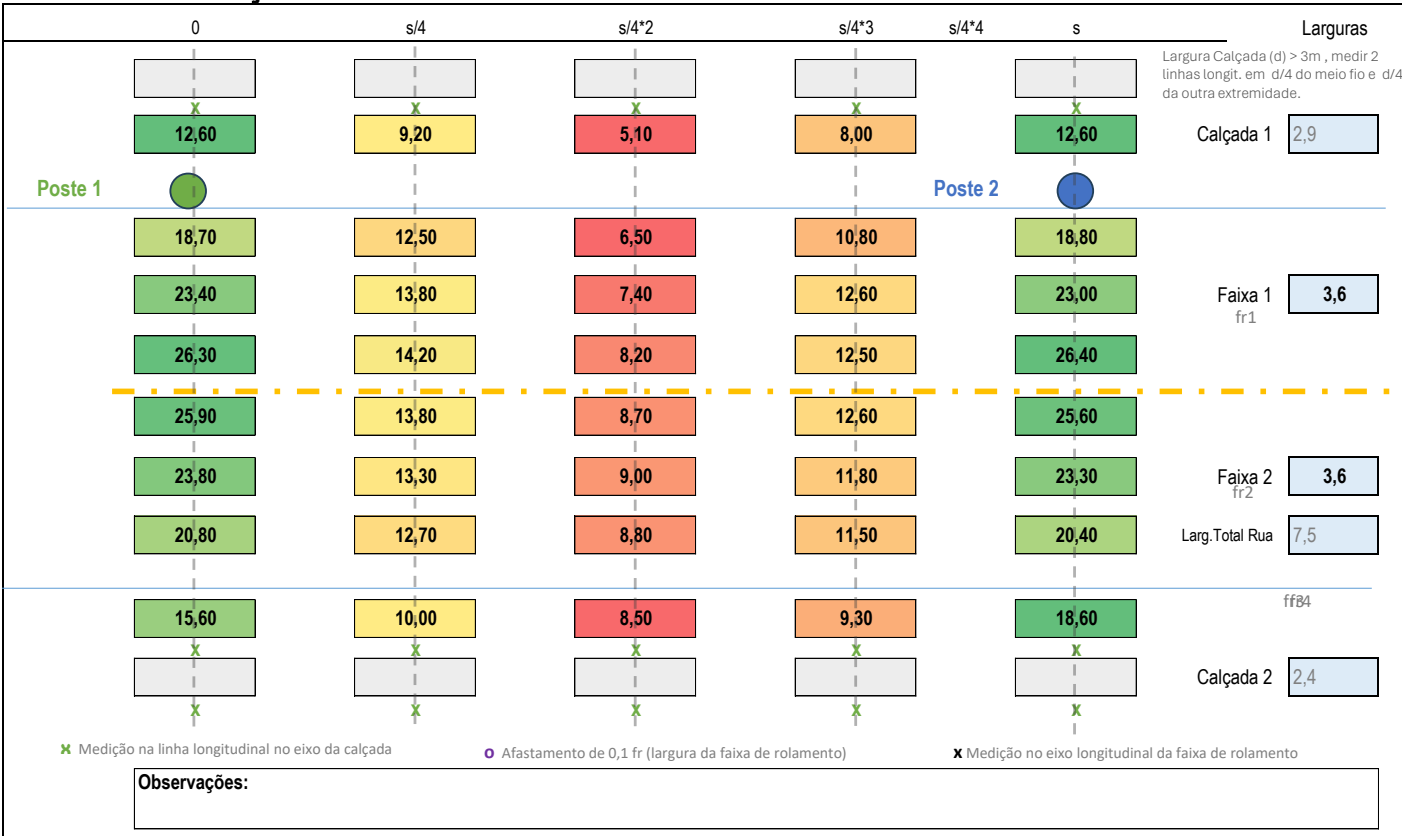 0 s/4 s/4*2 s/4*3 s/4*4 s Larguras
Largura Calçada (d) > 3m , medir 2
linhas longit. em d/4 do meio fio e d/4
da outra extremidade.
x x x x x
12,60 9,20 5,10 8,00 12,60 Calçada 1 2,9
Poste 1 Poste 2
18,70 12,50 6,50 10,80 18,80
23,40 13,80 7,40 12,60 23,00 Faixa 1 3,6
fr1
26,30 14,20 8,20 12,50 26,40
25,90 13,80 8,70 12,60 25,60
23,80 13,30 9,00 11,80 23,30 Faixa 2 3,6
fr2
20,80 12,70 8,80 11,50 20,40 Larg.Total Rua 7,5
15,60 10,00 8,50 9,30 18,60
x x x x x
Calçada 2 2,4
x x x x x
x Medição na linha longitudinal no eixo da calçada o Afastamento de 0,1 fr (largura da faixa de rolamento) x Medição no eixo longitudinal da faixa de rolamento
Observações: